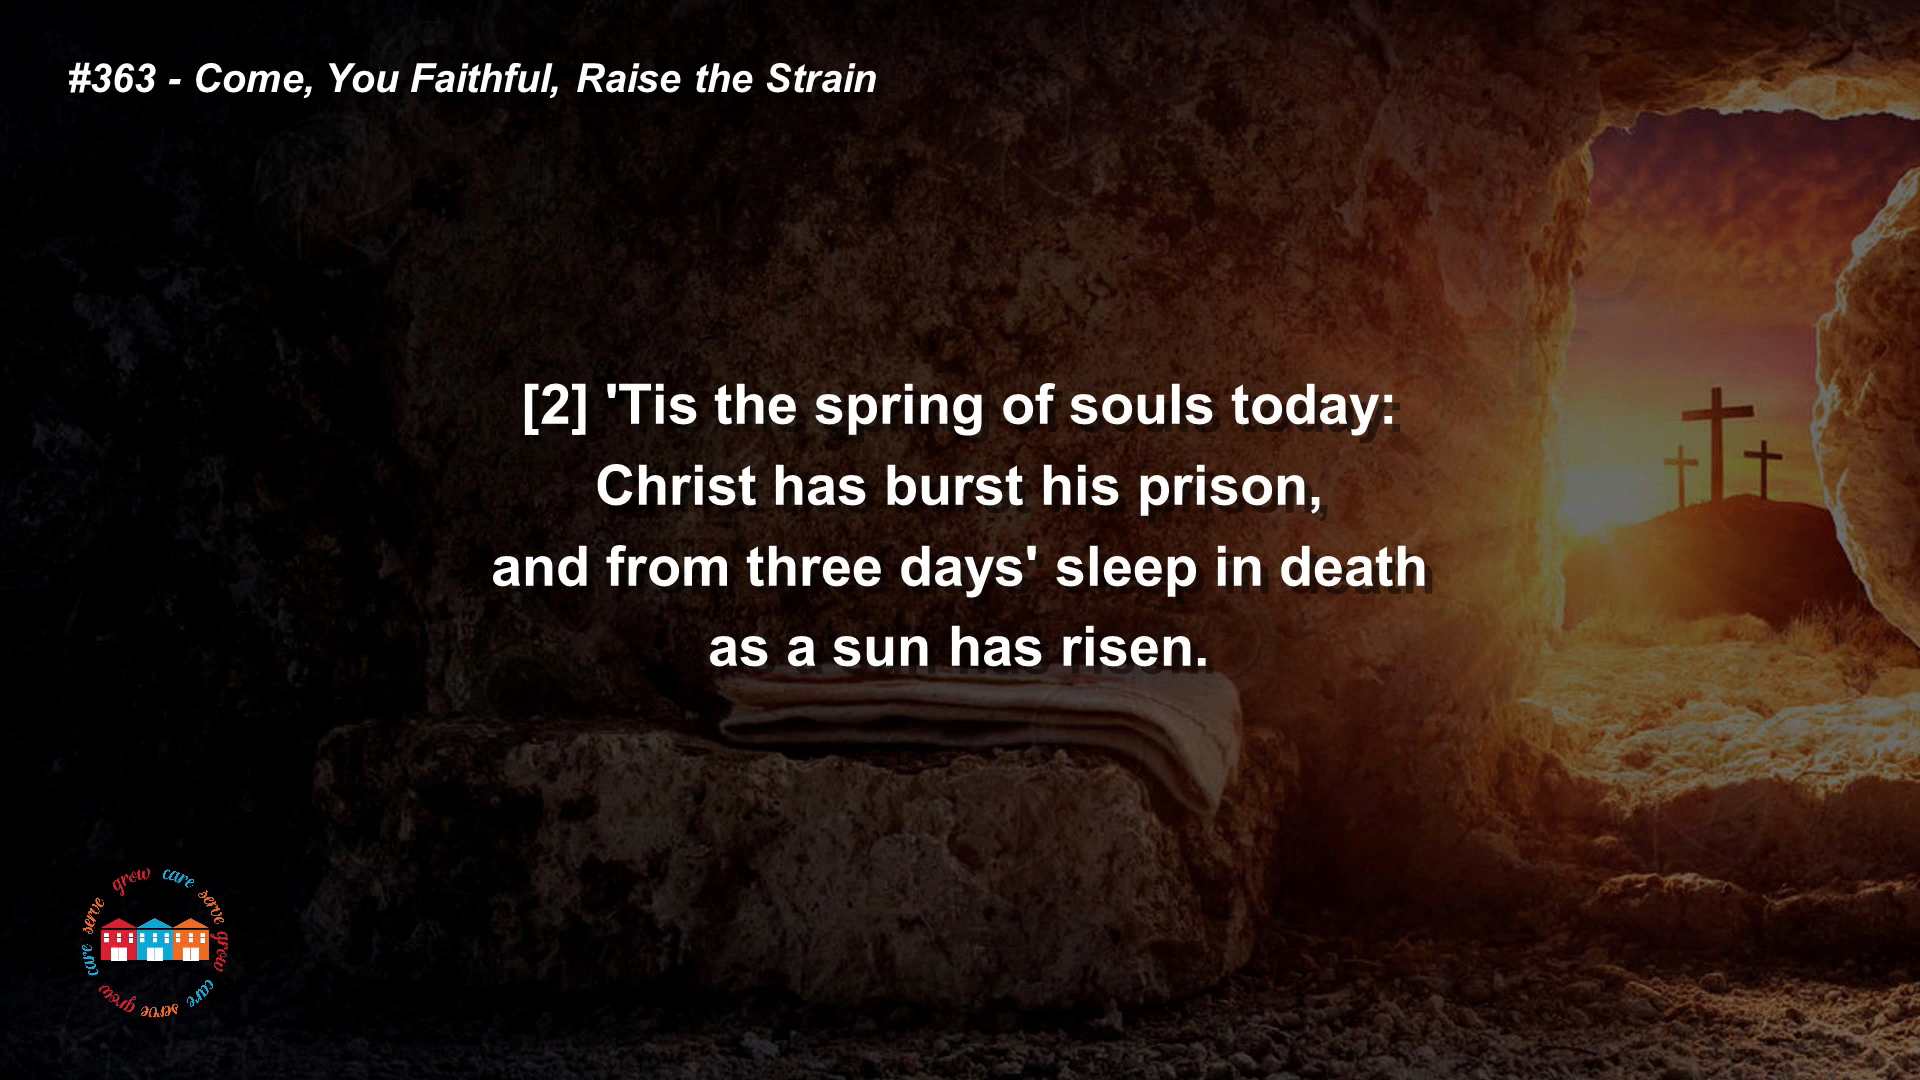 #363 - Come, You Faithful, Raise the Strain
[2] 'Tis the spring of souls today:
Christ has burst his prison,
and from three days' sleep in death
as a sun has risen.
grow care serve grow care serve grow care serve